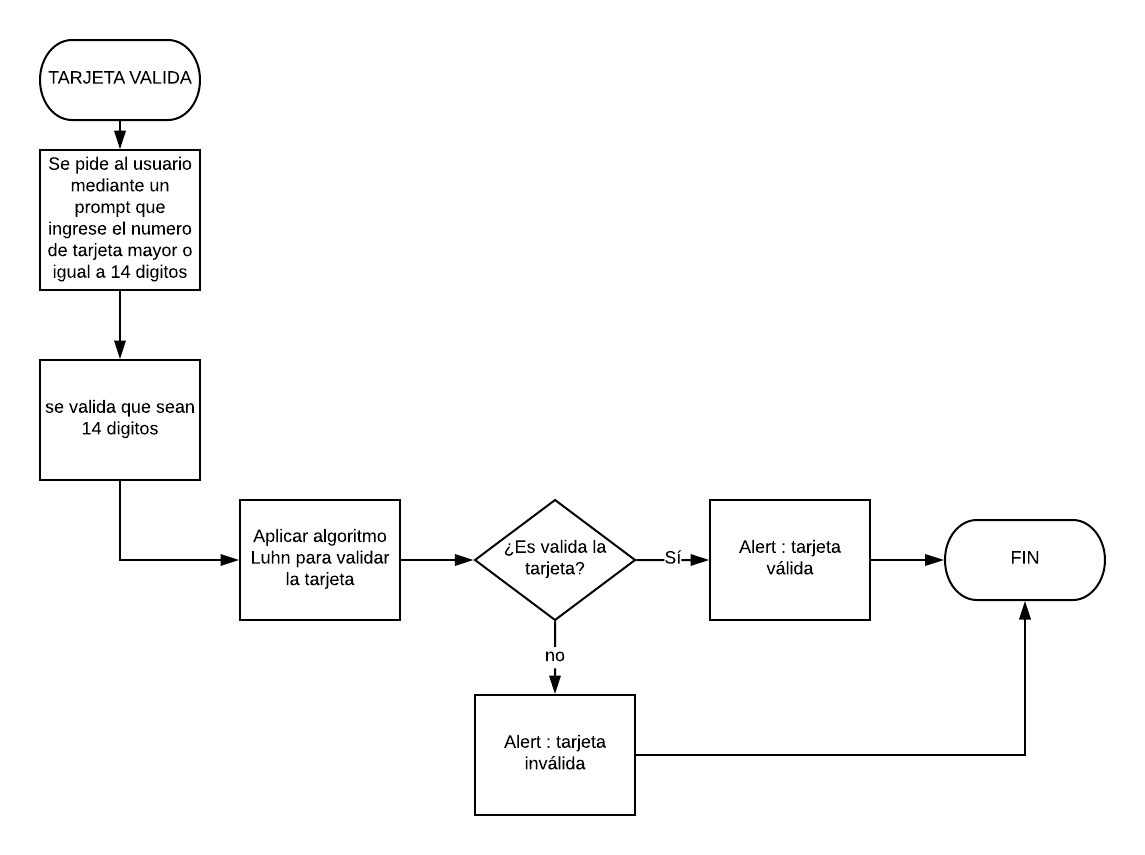 TARJETA VALIDA
Se pide al usuario
mediante un
prompt que
ingrese el numero
de tarjeta mayor o
igual a 14 digitos
se valida que sean
14 digitos
Aplicar algoritmo
Luhn para validar
la tarjeta
¿Es valida la
tarjeta?
Sí
Alert : tarjeta
válida
FIN
no
Alert : tarjeta
inválida